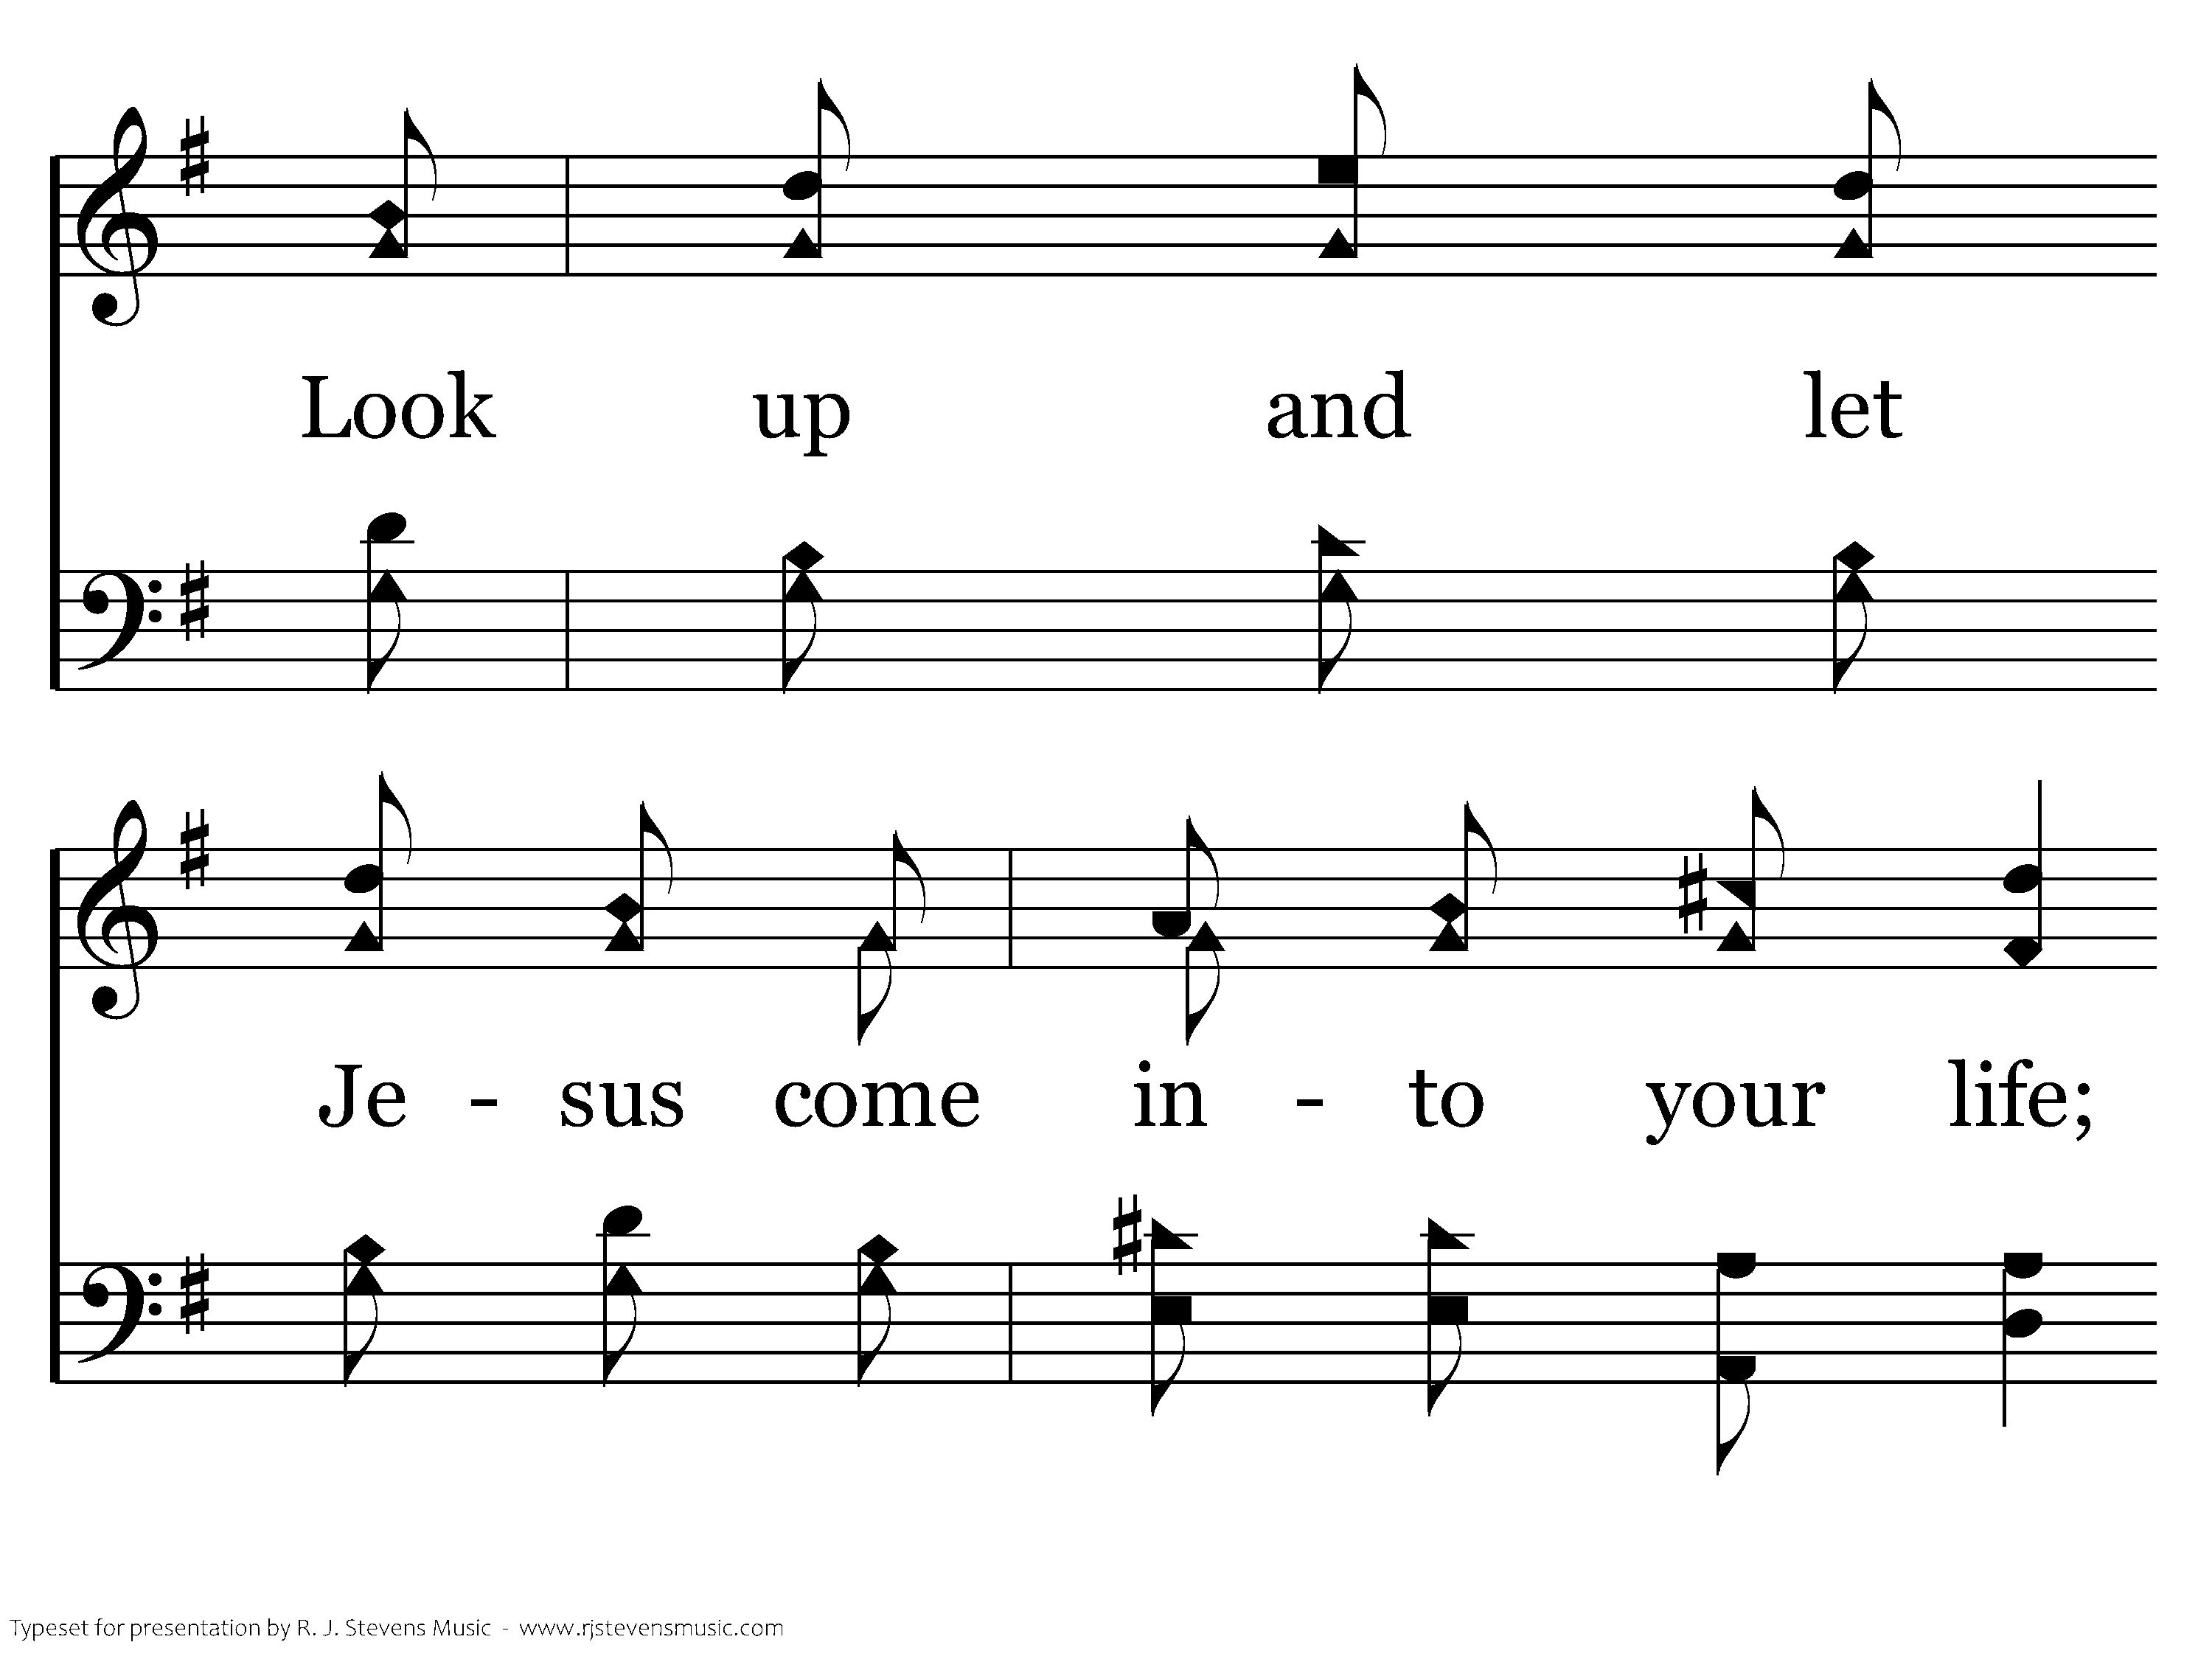 Look up and let
Je - sus come in - to your life;
Typeset for presentation by R. J. Stevens Music - www.rjstevensmusic.com